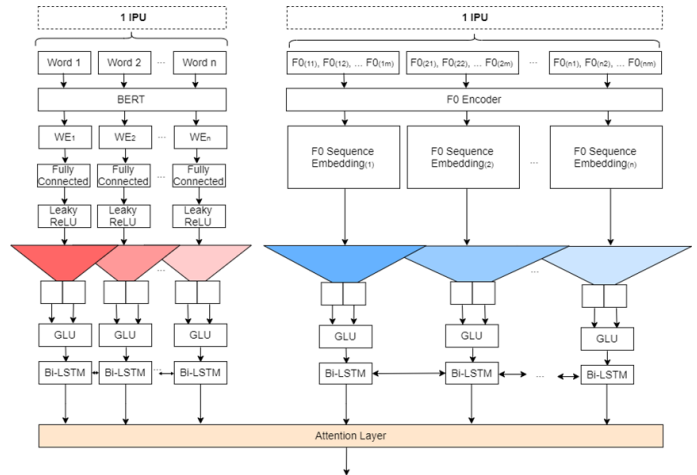 1 IPU 1 IPU
Word 1 Word 2 ... Word n F0(11), F0(12), ... F0(1m) F0(21), F0(22), ... F0(2m) ... F0(n1), F0(n2), ... F0(nm)
BERT F0 Encoder
WE1 WE2 ... WEn
F0 Sequence F0 Sequence F0 Sequence
Embedding(1) Embedding(2) ... Embedding(n)
Fully Fully Fully
Connected Connected ... Connected
Leaky Leaky Leaky
ReLU ReLU ReLU
... ...
GLU GLU GLU GLU GLU GLU
Bi-LSTM Bi-LSTM ... Bi-LSTM Bi-LSTM Bi-LSTM ... Bi-LSTM
Attention Layer